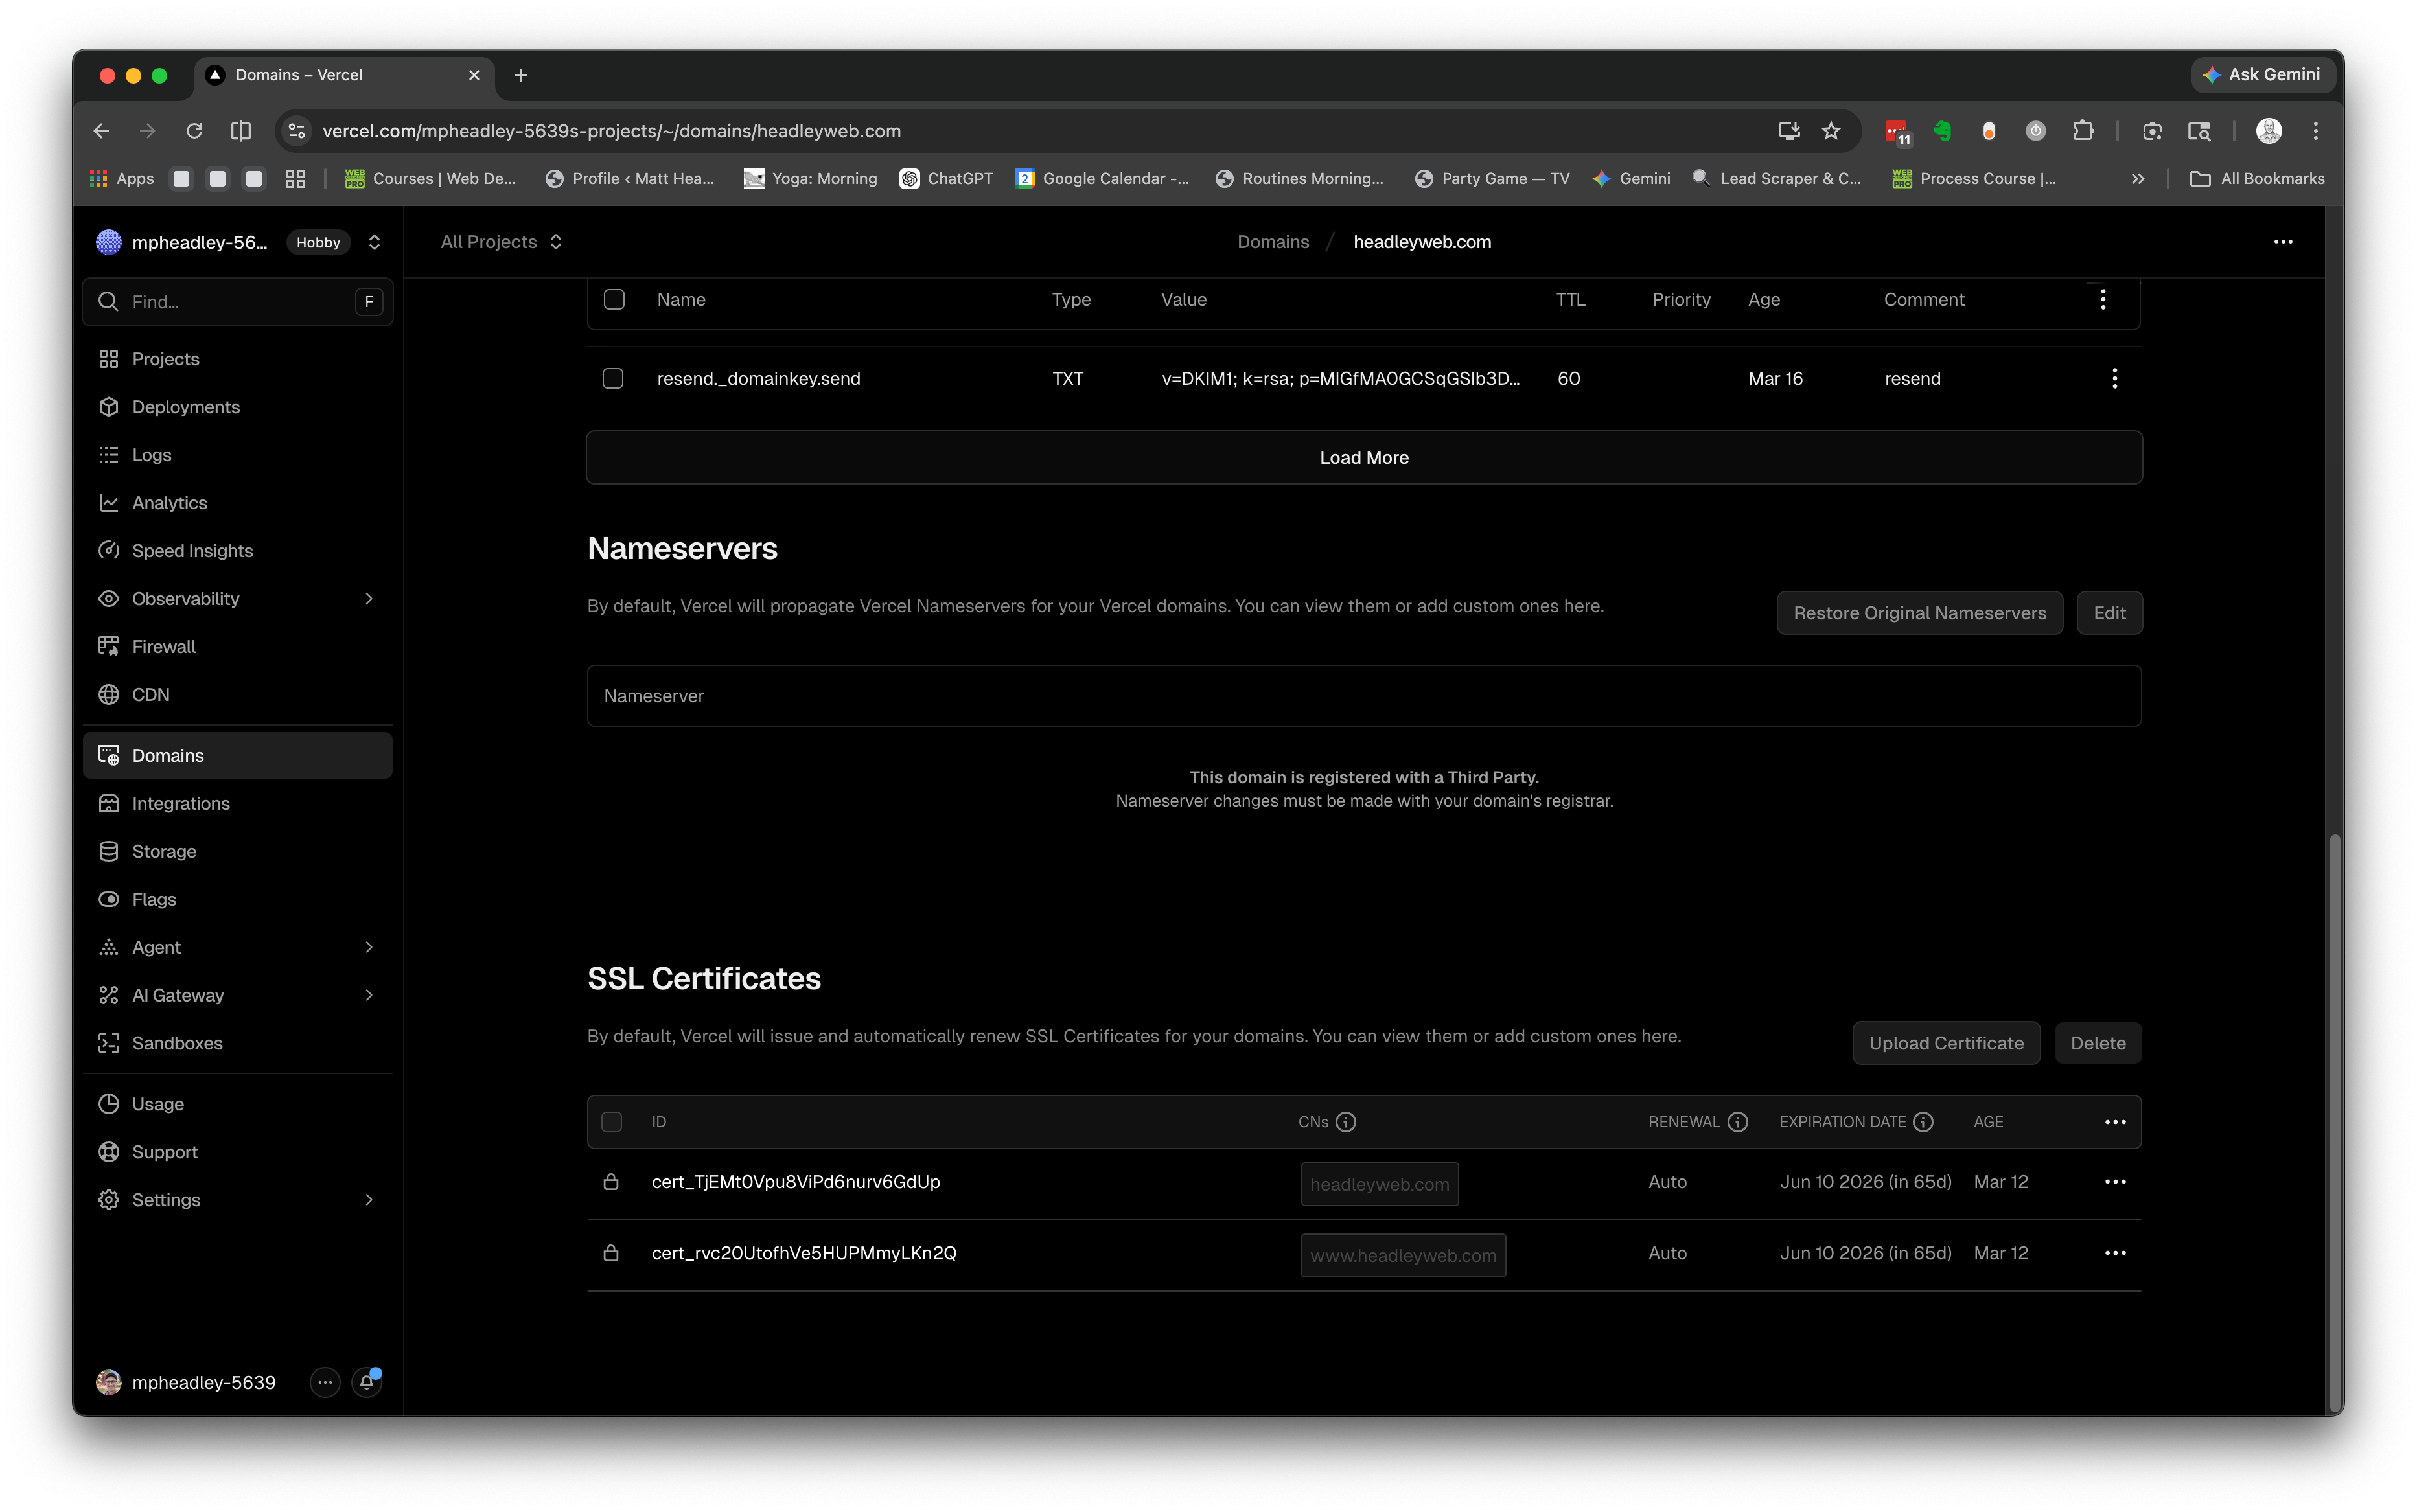 Domains – Vercel
Ask Gemini
vercel.com/mpheadley-5639s-projects/~/domains/headleyweb.com
11
Apps
WEB PRO Courses | Web De...
Profile ‹ Matt Hea...
Yoga: Morning
ChatGPT
2 Google Calendar -...
Routines Morning...
Party Game — TV
Gemini
Lead Scraper & C...
WEB PRO Process Course |...
All Bookmarks
mpheadley-56... Hobby
All Projects
Domains / headleyweb.com
Find... F
Projects
Deployments
Logs
Analytics
Speed Insights
Observability
Firewall
CDN
Domains
Integrations
Storage
Flags
Agent
AI Gateway
Sandboxes
Usage
Support
Settings
mpheadley-5639
Name Type Value TTL Priority Age Comment
resend._domainkey.send TXT v=DKIM1; k=rsa; p=MIGfMA0GCSqGSIb3D... 60 Mar 16 resend
Load More
Nameservers
By default, Vercel will propagate Vercel Nameservers for your Vercel domains. You can view them or add custom ones here.
Restore Original Nameservers Edit
Nameserver
This domain is registered with a Third Party.
Nameserver changes must be made with your domain's registrar.
SSL Certificates
By default, Vercel will issue and automatically renew SSL Certificates for your domains. You can view them or add custom ones here.
Upload Certificate Delete
ID CNs RENEWAL EXPIRATION DATE AGE
cert_TjEMt0Vpu8ViPd6nurv6GdUp headleyweb.com Auto Jun 10 2026 (in 65d) Mar 12
cert_rvc20UtofhVe5HUPMmyLKn2Q www.headleyweb.com Auto Jun 10 2026 (in 65d) Mar 12